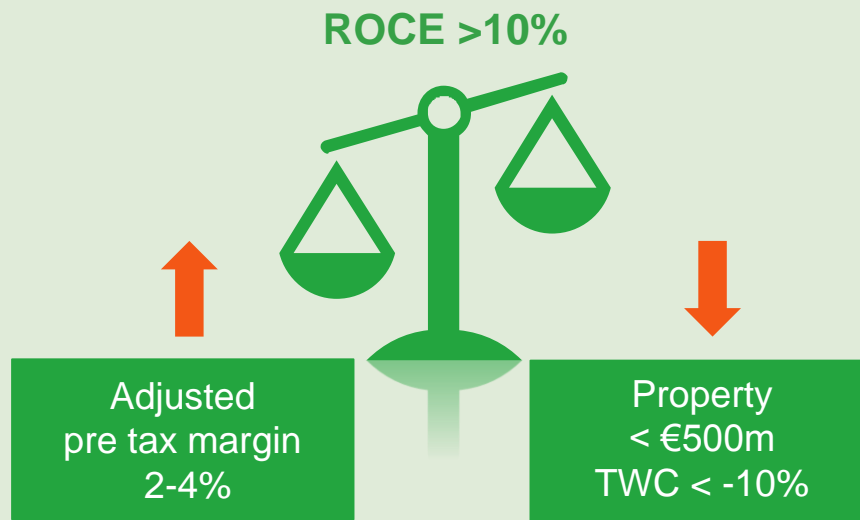 ROCE >10%
Adjusted
pre tax margin
2-4%
Property
< €500m
TWC < -10%